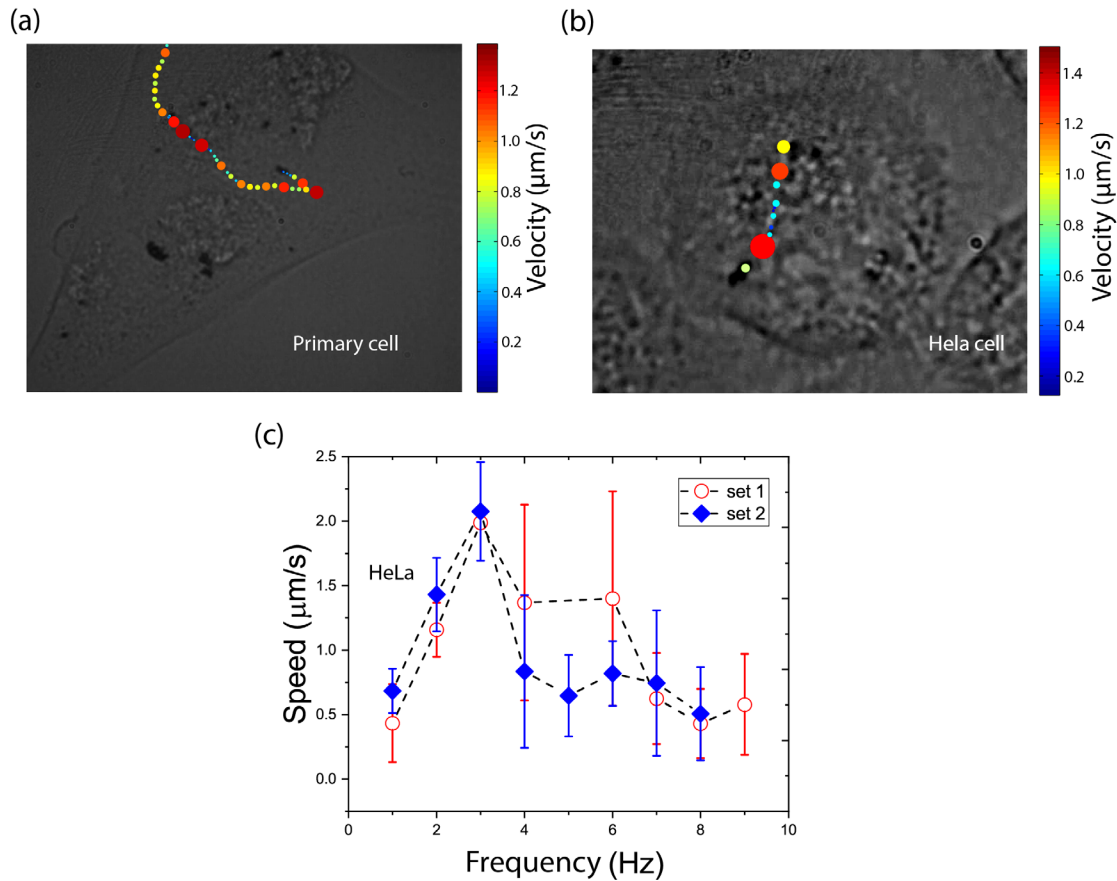 (a)
Primary cell
1.2
1.0
0.8
0.6
0.4
0.2
Velocity (μm/s)
(b)
Hela cell
1.4
1.2
1.0
0.8
0.6
0.4
0.2
Velocity (μm/s)
(c)
2.5
2.0
1.5
1.0
0.5
0.0
Speed (μm/s)
HeLa
set 1
set 2
0 2 4 6 8 10
Frequency (Hz)